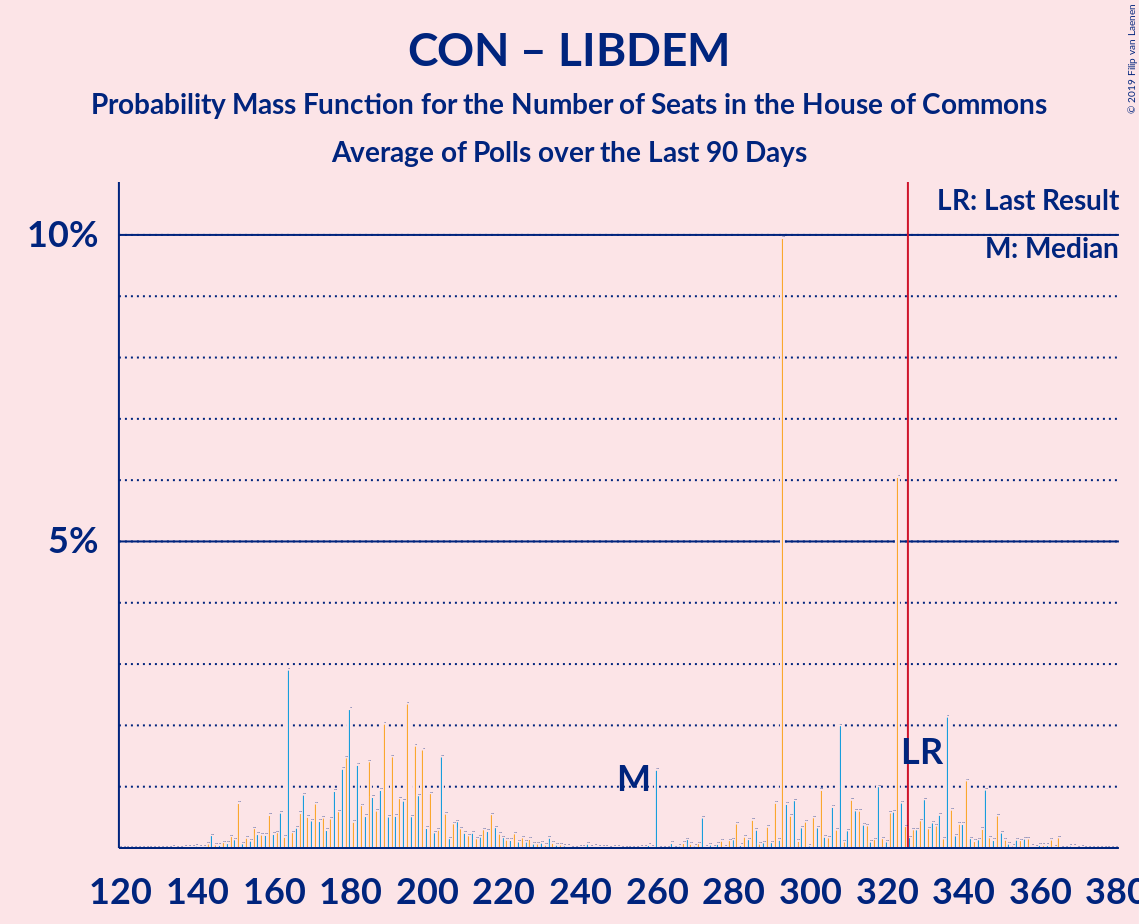 CON – LIBDEM
Probability Mass Function for the Number of Seats in the House of Commons
Average of Polls over the Last 90 Days
© 2019 Filip van Laenen
LR: Last Result
M: Median
10%
5%
M
LR
120 140 160 180 200 220 240 260 280 300 320 340 360 380